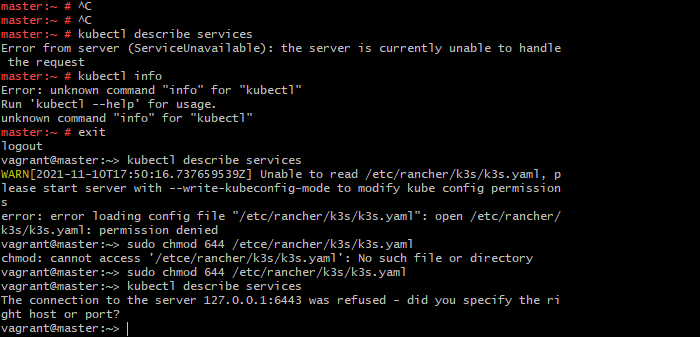 master:~ # ^C
master:~ # ^C
master:~ # kubectl describe services
Error from server (ServiceUnavailable): the server is currently unable to handle
 the request
master:~ # kubectl info
Error: unknown command "info" for "kubectl"
Run 'kubectl --help' for usage.
unknown command "info" for "kubectl"
master:~ # exit
logout
vagrant@master:~> kubectl describe services
WARN[2021-11-10T17:50:16.737659539Z] Unable to read /etc/rancher/k3s/k3s.yaml, p
lease start server with --write-kubeconfig-mode to modify kube config permission
s
error: error loading config file "/etc/rancher/k3s/k3s.yaml": open /etc/rancher/
k3s/k3s.yaml: permission denied
vagrant@master:~> sudo chmod 644 /etce/rancher/k3s/k3s.yaml
chmod: cannot access '/etce/rancher/k3s/k3s.yaml': No such file or directory
vagrant@master:~> sudo chmod 644 /etc/rancher/k3s/k3s.yaml
vagrant@master:~> kubectl describe services
The connection to the server 127.0.0.1:6443 was refused - did you specify the ri
ght host or port?
vagrant@master:~>